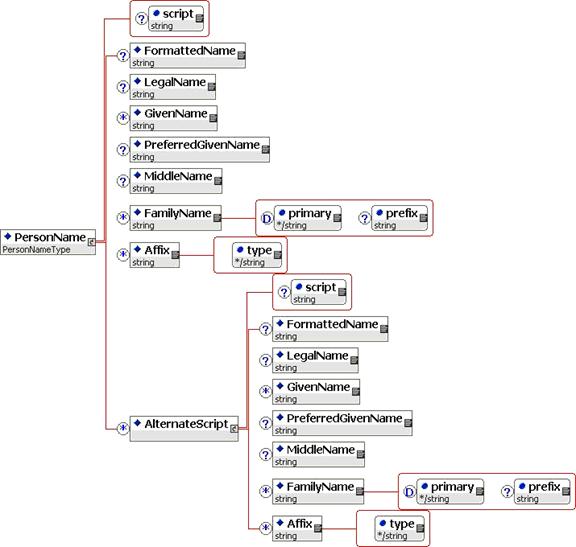 ? script
string
? FormattedName
string
? LegalName
string
* GivenName
string
? PreferredGivenName
string
? MiddleName
string
PersonName
PersonNameType
* FamilyName
string
D primary
*/string
? prefix
string
* Affix
string
type
*/string
* AlternateScript
string
? script
string
? FormattedName
string
? LegalName
string
* GivenName
string
? PreferredGivenName
string
? MiddleName
string
* FamilyName
string
D primary
*/string
? prefix
string
* Affix
string
type
*/string